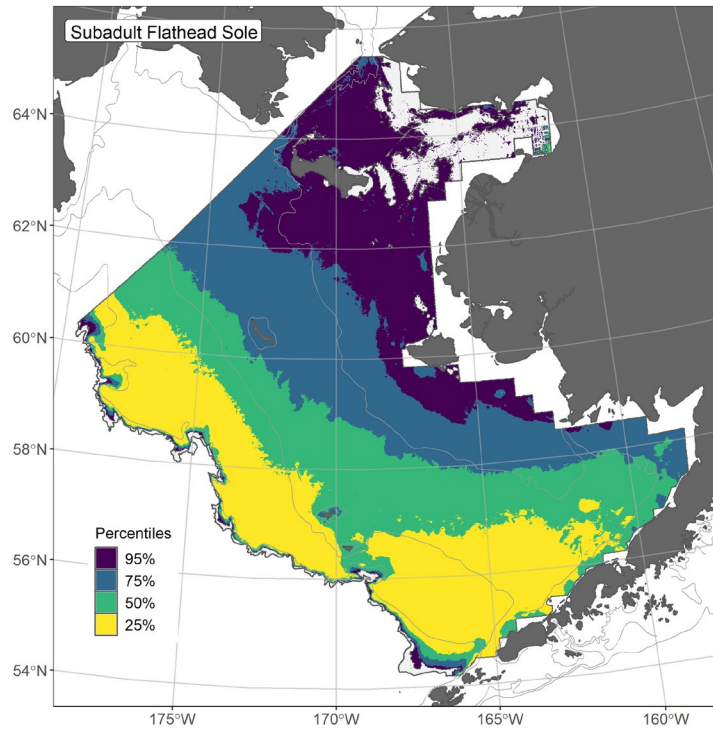 Subadult Flathead Sole
64°N
62°N
60°N
58°N
56°N
54°N
Percentiles
95%
75%
50%
25%
175°W
170°W
165°W
160°W